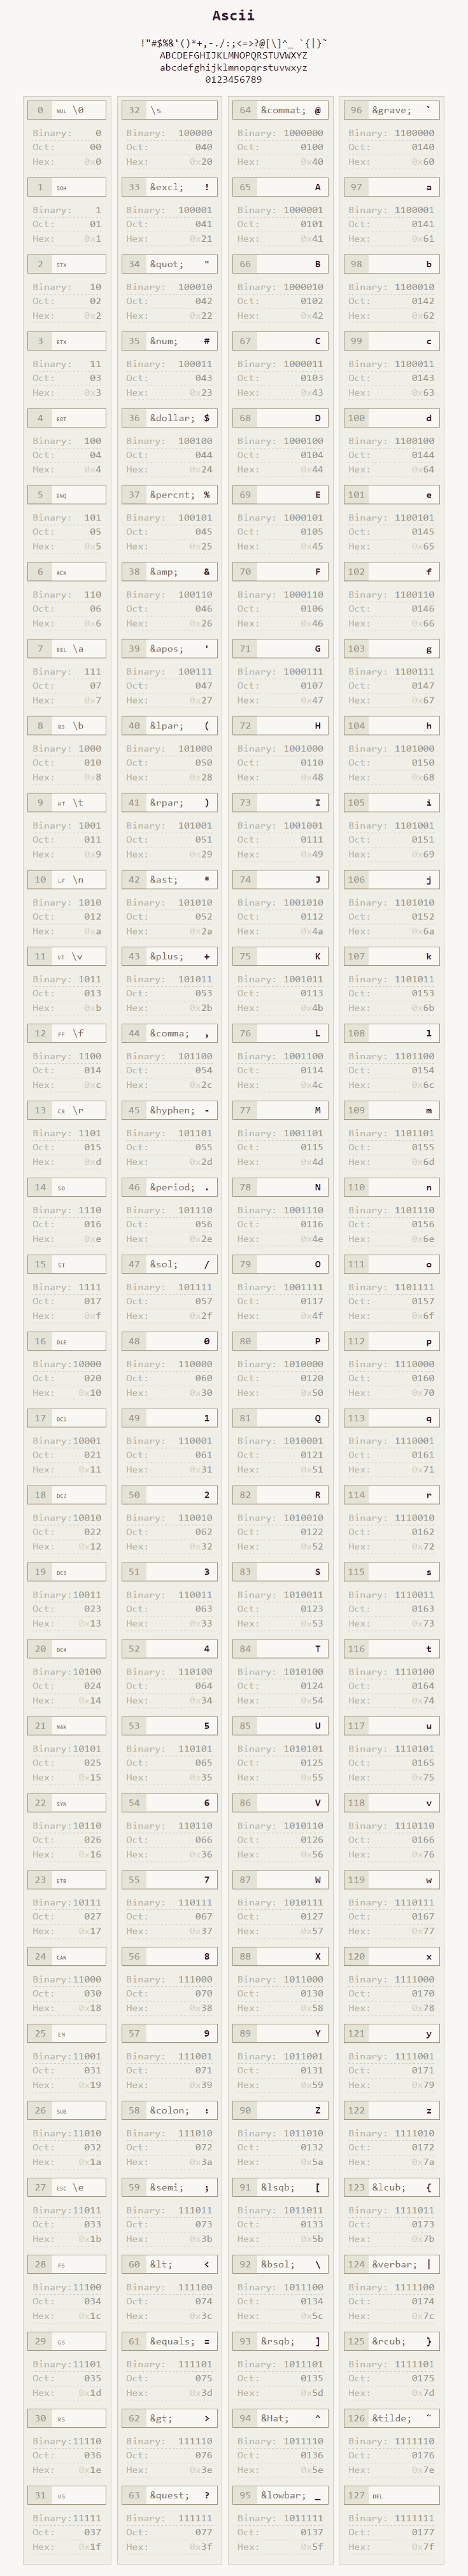 Ascii
!"#$%&'()*+,-./:;<=>?@[\]^_ `{|}~
ABCDEFGHIJKLMNOPQRSTUVWXYZ
abcdefghijklmnopqrstuvwxyz
0123456789
0 NUL \0
Binary: 0
Oct: 00
Hex: 0x0
1 SOH
Binary: 1
Oct: 01
Hex: 0x1
2 STX
Binary: 10
Oct: 02
Hex: 0x2
3 ETX
Binary: 11
Oct: 03
Hex: 0x3
4 EOT
Binary: 100
Oct: 04
Hex: 0x4
5 ENQ
Binary: 101
Oct: 05
Hex: 0x5
6 ACK
Binary: 110
Oct: 06
Hex: 0x6
7 BEL \a
Binary: 111
Oct: 07
Hex: 0x7
8 BS \b
Binary: 1000
Oct: 010
Hex: 0x8
9 HT \t
Binary: 1001
Oct: 011
Hex: 0x9
10 LF \n
Binary: 1010
Oct: 012
Hex: 0xa
11 VT \v
Binary: 1011
Oct: 013
Hex: 0xb
12 FF \f
Binary: 1100
Oct: 014
Hex: 0xc
13 CR \r
Binary: 1101
Oct: 015
Hex: 0xd
14 SO
Binary: 1110
Oct: 016
Hex: 0xe
15 SI
Binary: 1111
Oct: 017
Hex: 0xf
16 DLE
Binary:10000
Oct: 020
Hex: 0x10
17 DC1
Binary:10001
Oct: 021
Hex: 0x11
18 DC2
Binary:10010
Oct: 022
Hex: 0x12
19 DC3
Binary:10011
Oct: 023
Hex: 0x13
20 DC4
Binary:10100
Oct: 024
Hex: 0x14
21 NAK
Binary:10101
Oct: 025
Hex: 0x15
22 SYN
Binary:10110
Oct: 026
Hex: 0x16
23 ETB
Binary:10111
Oct: 027
Hex: 0x17
24 CAN
Binary:11000
Oct: 030
Hex: 0x18
25 EM
Binary:11001
Oct: 031
Hex: 0x19
26 SUB
Binary:11010
Oct: 032
Hex: 0x1a
27 ESC \e
Binary:11011
Oct: 033
Hex: 0x1b
28 FS
Binary:11100
Oct: 034
Hex: 0x1c
29 GS
Binary:11101
Oct: 035
Hex: 0x1d
30 RS
Binary:11110
Oct: 036
Hex: 0x1e
31 US
Binary:11111
Oct: 037
Hex: 0x1f
32 \s
Binary: 100000
Oct: 040
Hex: 0x20
33 &excl; !
Binary: 100001
Oct: 041
Hex: 0x21
34 &quot; "
Binary: 100010
Oct: 042
Hex: 0x22
35 &num; #
Binary: 100011
Oct: 043
Hex: 0x23
36 &dollar; $
Binary: 100100
Oct: 044
Hex: 0x24
37 &percnt; %
Binary: 100101
Oct: 045
Hex: 0x25
38 &amp; &
Binary: 100110
Oct: 046
Hex: 0x26
39 &apos; '
Binary: 100111
Oct: 047
Hex: 0x27
40 &lpar; (
Binary: 101000
Oct: 050
Hex: 0x28
41 &rpar; )
Binary: 101001
Oct: 051
Hex: 0x29
42 &ast; *
Binary: 101010
Oct: 052
Hex: 0x2a
43 &plus; +
Binary: 101011
Oct: 053
Hex: 0x2b
44 &comma; ,
Binary: 101100
Oct: 054
Hex: 0x2c
45 &hyphen; -
Binary: 101101
Oct: 055
Hex: 0x2d
46 &period; .
Binary: 101110
Oct: 056
Hex: 0x2e
47 &sol; /
Binary: 101111
Oct: 057
Hex: 0x2f
48 0
Binary: 110000
Oct: 060
Hex: 0x30
49 1
Binary: 110001
Oct: 061
Hex: 0x31
50 2
Binary: 110010
Oct: 062
Hex: 0x32
51 3
Binary: 110011
Oct: 063
Hex: 0x33
52 4
Binary: 110100
Oct: 064
Hex: 0x34
53 5
Binary: 110101
Oct: 065
Hex: 0x35
54 6
Binary: 110110
Oct: 066
Hex: 0x36
55 7
Binary: 110111
Oct: 067
Hex: 0x37
56 8
Binary: 111000
Oct: 070
Hex: 0x38
57 9
Binary: 111001
Oct: 071
Hex: 0x39
58 &colon; :
Binary: 111010
Oct: 072
Hex: 0x3a
59 &semi; ;
Binary: 111011
Oct: 073
Hex: 0x3b
60 &lt; <
Binary: 111100
Oct: 074
Hex: 0x3c
61 &equals; =
Binary: 111101
Oct: 075
Hex: 0x3d
62 &gt; >
Binary: 111110
Oct: 076
Hex: 0x3e
63 &quest; ?
Binary: 111111
Oct: 077
Hex: 0x3f
64 &commat; @
Binary: 1000000
Oct: 0100
Hex: 0x40
65 A
Binary: 1000001
Oct: 0101
Hex: 0x41
66 B
Binary: 1000010
Oct: 0102
Hex: 0x42
67 C
Binary: 1000011
Oct: 0103
Hex: 0x43
68 D
Binary: 1000100
Oct: 0104
Hex: 0x44
69 E
Binary: 1000101
Oct: 0105
Hex: 0x45
70 F
Binary: 1000110
Oct: 0106
Hex: 0x46
71 G
Binary: 1000111
Oct: 0107
Hex: 0x47
72 H
Binary: 1001000
Oct: 0110
Hex: 0x48
73 I
Binary: 1001001
Oct: 0111
Hex: 0x49
74 J
Binary: 1001010
Oct: 0112
Hex: 0x4a
75 K
Binary: 1001011
Oct: 0113
Hex: 0x4b
76 L
Binary: 1001100
Oct: 0114
Hex: 0x4c
77 M
Binary: 1001101
Oct: 0115
Hex: 0x4d
78 N
Binary: 1001110
Oct: 0116
Hex: 0x4e
79 O
Binary: 1001111
Oct: 0117
Hex: 0x4f
80 P
Binary: 1010000
Oct: 0120
Hex: 0x50
81 Q
Binary: 1010001
Oct: 0121
Hex: 0x51
82 R
Binary: 1010010
Oct: 0122
Hex: 0x52
83 S
Binary: 1010011
Oct: 0123
Hex: 0x53
84 T
Binary: 1010100
Oct: 0124
Hex: 0x54
85 U
Binary: 1010101
Oct: 0125
Hex: 0x55
86 V
Binary: 1010110
Oct: 0126
Hex: 0x56
87 W
Binary: 1010111
Oct: 0127
Hex: 0x57
88 X
Binary: 1011000
Oct: 0130
Hex: 0x58
89 Y
Binary: 1011001
Oct: 0131
Hex: 0x59
90 Z
Binary: 1011010
Oct: 0132
Hex: 0x5a
91 &lsqb; [
Binary: 1011011
Oct: 0133
Hex: 0x5b
92 &bsol; \
Binary: 1011100
Oct: 0134
Hex: 0x5c
93 &rsqb; ]
Binary: 1011101
Oct: 0135
Hex: 0x5d
94 &Hat; ^
Binary: 1011110
Oct: 0136
Hex: 0x5e
95 &lowbar; _
Binary: 1011111
Oct: 0137
Hex: 0x5f
96 &grave; `
Binary: 1100000
Oct: 0140
Hex: 0x60
97 a
Binary: 1100001
Oct: 0141
Hex: 0x61
98 b
Binary: 1100010
Oct: 0142
Hex: 0x62
99 c
Binary: 1100011
Oct: 0143
Hex: 0x63
100 d
Binary: 1100100
Oct: 0144
Hex: 0x64
101 e
Binary: 1100101
Oct: 0145
Hex: 0x65
102 f
Binary: 1100110
Oct: 0146
Hex: 0x66
103 g
Binary: 1100111
Oct: 0147
Hex: 0x67
104 h
Binary: 1101000
Oct: 0150
Hex: 0x68
105 i
Binary: 1101001
Oct: 0151
Hex: 0x69
106 j
Binary: 1101010
Oct: 0152
Hex: 0x6a
107 k
Binary: 1101011
Oct: 0153
Hex: 0x6b
108 l
Binary: 1101100
Oct: 0154
Hex: 0x6c
109 m
Binary: 1101101
Oct: 0155
Hex: 0x6d
110 n
Binary: 1101110
Oct: 0156
Hex: 0x6e
111 o
Binary: 1101111
Oct: 0157
Hex: 0x6f
112 p
Binary: 1110000
Oct: 0160
Hex: 0x70
113 q
Binary: 1110001
Oct: 0161
Hex: 0x71
114 r
Binary: 1110010
Oct: 0162
Hex: 0x72
115 s
Binary: 1110011
Oct: 0163
Hex: 0x73
116 t
Binary: 1110100
Oct: 0164
Hex: 0x74
117 u
Binary: 1110101
Oct: 0165
Hex: 0x75
118 v
Binary: 1110110
Oct: 0166
Hex: 0x76
119 w
Binary: 1110111
Oct: 0167
Hex: 0x77
120 x
Binary: 1111000
Oct: 0170
Hex: 0x78
121 y
Binary: 1111001
Oct: 0171
Hex: 0x79
122 z
Binary: 1111010
Oct: 0172
Hex: 0x7a
123 &lcub; {
Binary: 1111011
Oct: 0173
Hex: 0x7b
124 &verbar; |
Binary: 1111100
Oct: 0174
Hex: 0x7c
125 &rcub; }
Binary: 1111101
Oct: 0175
Hex: 0x7d
126 &tilde; ~
Binary: 1111110
Oct: 0176
Hex: 0x7e
127 DEL
Binary: 1111111
Oct: 0177
Hex: 0x7f